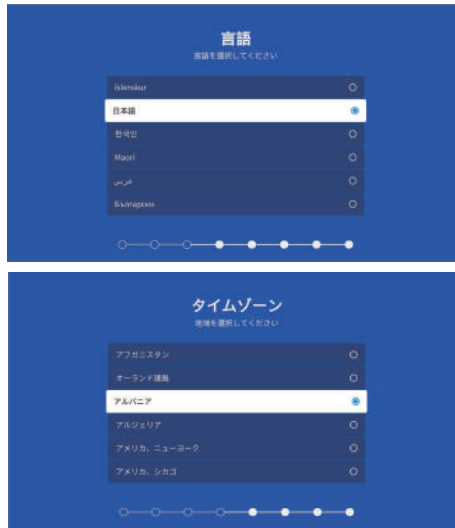 言語
言語を選択してください
íslenskur
日本語
한국인
Maori
عربي
Български
タイムゾーン
地域を選択してください
アフガニスタン
オーランド諸島
アルバニア
アルジェリア
アメリカ、ニューヨーク
アメリカ、シカゴ